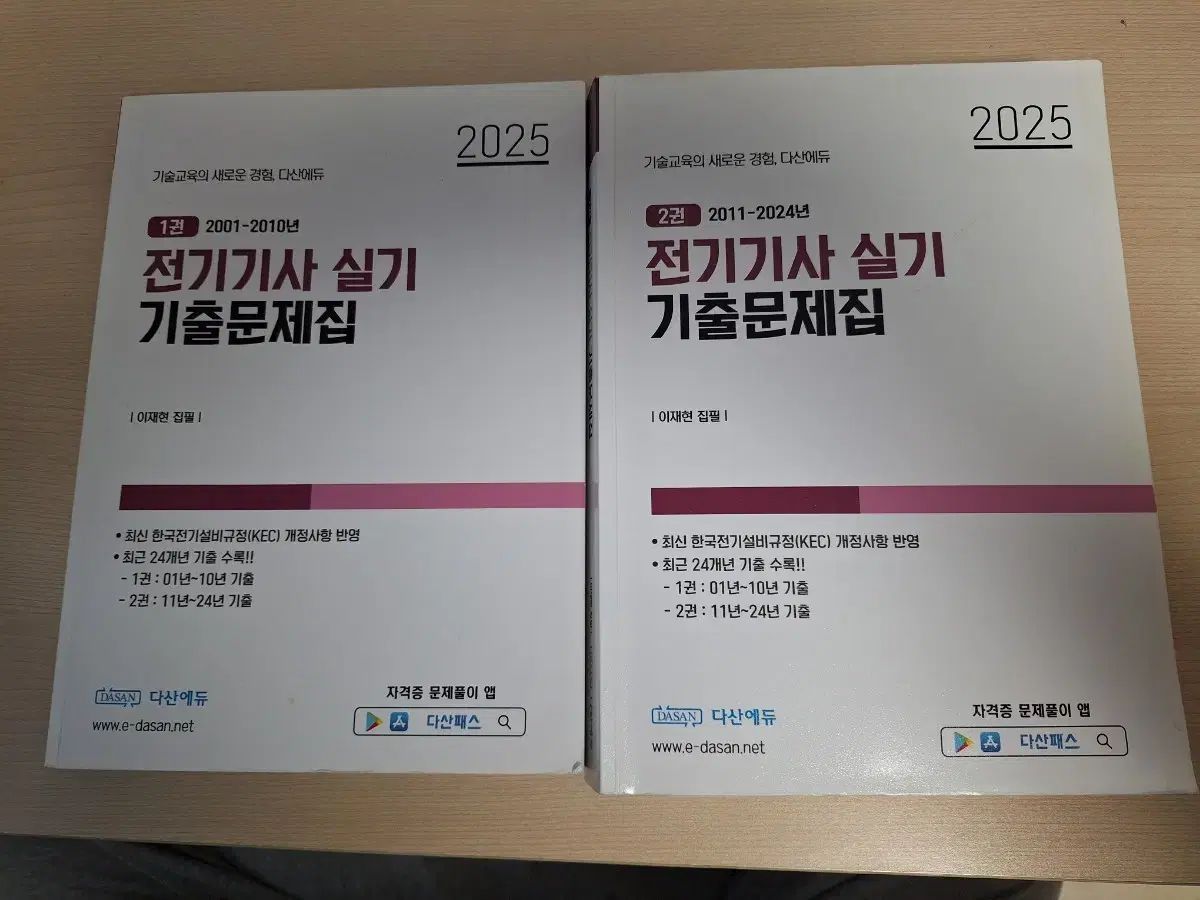 2025
기술교육의 새로운 경험, 다산에듀
1권 2001-2010년
전기기사 실기
기출문제집
| 이재현 집필 |
• 최신 한국전기설비규정(KEC) 개정사항 반영
• 최근 24개년 기출 수록!!
- 1권 : 01년~10년 기출
- 2권 : 11년~24년 기출
DASAN 다산에듀
www.e-dasan.net
자격증 문제풀이 앱
다산패스
2025
기술교육의 새로운 경험, 다산에듀
2권 2011-2024년
전기기사 실기
기출문제집
| 이재현 집필 |
• 최신 한국전기설비규정(KEC) 개정사항 반영
• 최근 24개년 기출 수록!!
- 1권 : 01년~10년 기출
- 2권 : 11년~24년 기출
DASAN 다산에듀
www.e-dasan.net
자격증 문제풀이 앱
다산패스